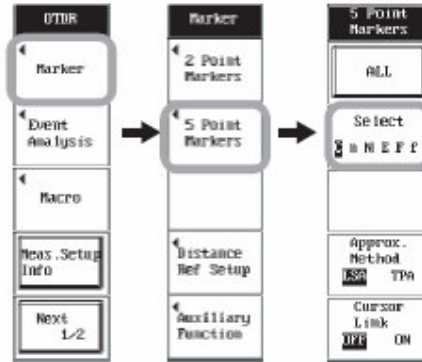 OTDR
Marker
Event
Analysis
Macro
Meas.Setup
Info
Next
1/2
Marker
2 Point
Markers
5 Point
Markers
Distance
Ref Setup
Auxiliary
Function
5 Point
Markers
ALL
Select
m N E F f
Approx.
Method
LSA TPA
Cursor
Link
OFF ON